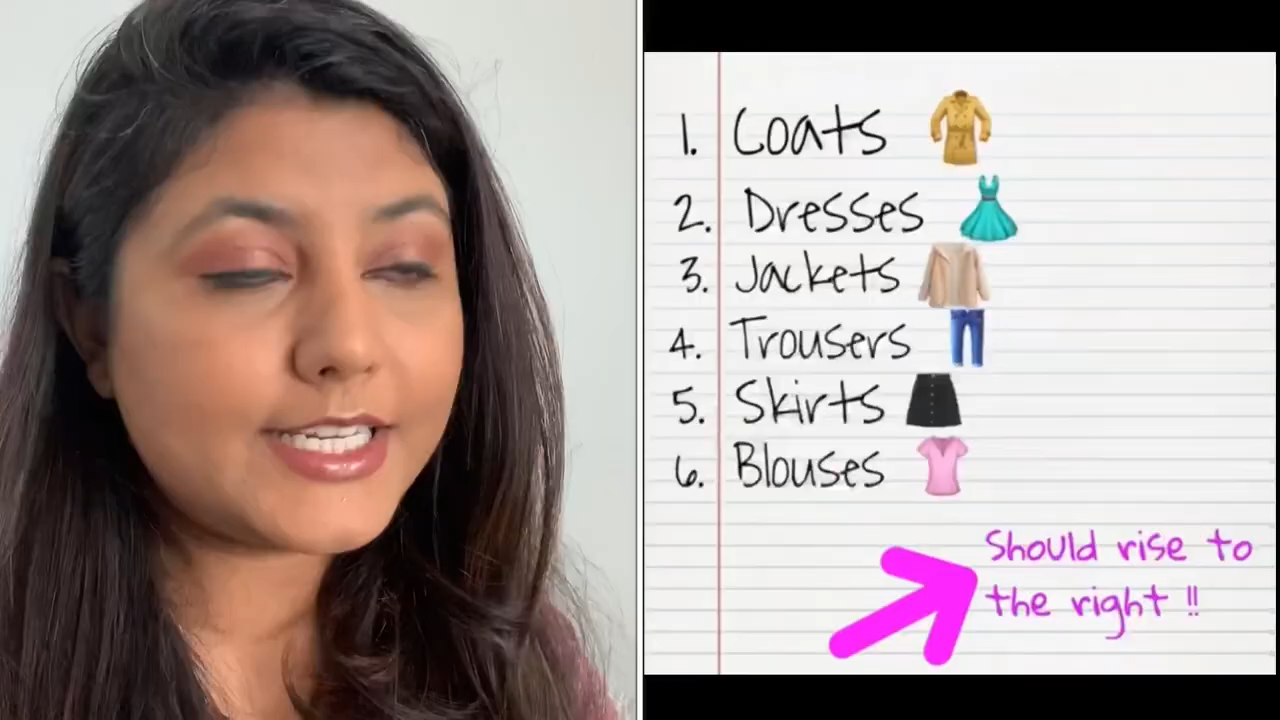 1. Coats
2. Dresses
3. Jackets
4. Trousers
5. Skirts
6. Blouses
Should rise to
the right !!